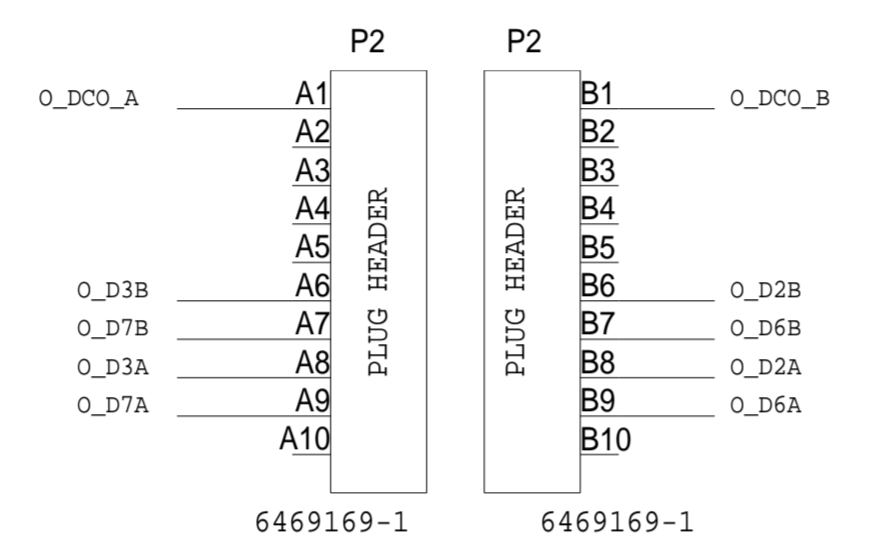 P2 P2
O_DCO_A A1 B1 O_DCO_B
A2 B2
A3 B3
A4 B4
A5 B5
O_D3B A6 B6 O_D2B
O_D7B A7 B7 O_D6B
O_D3A A8 B8 O_D2A
O_D7A A9 B9 O_D6A
A10 B10
PLUG HEADER
PLUG HEADER
6469169-1 6469169-1